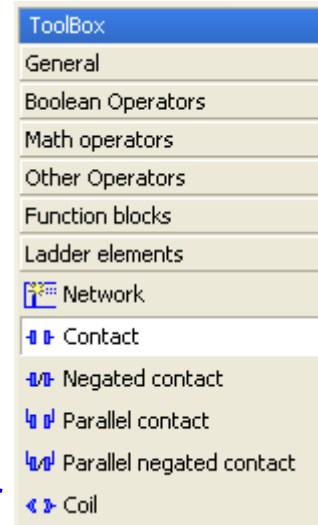 ToolBox
General
Boolean Operators
Math operators
Other Operators
Function blocks
Ladder elements
Network
Contact
Negated contact
Parallel contact
Parallel negated contact
Coil